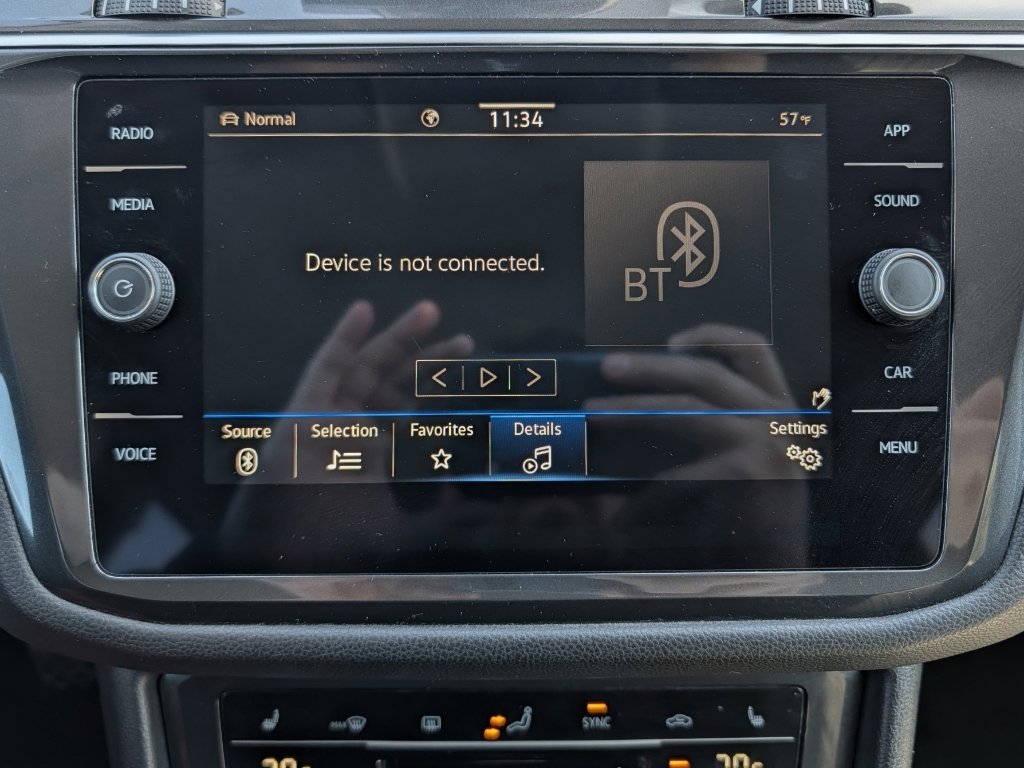 RADIO
MEDIA
PHONE
VOICE
Normal
11:34
57°F
Device is not connected.
BT
Source
Selection
Favorites
Details
Settings
APP
SOUND
CAR
MENU
MAX
SYNC